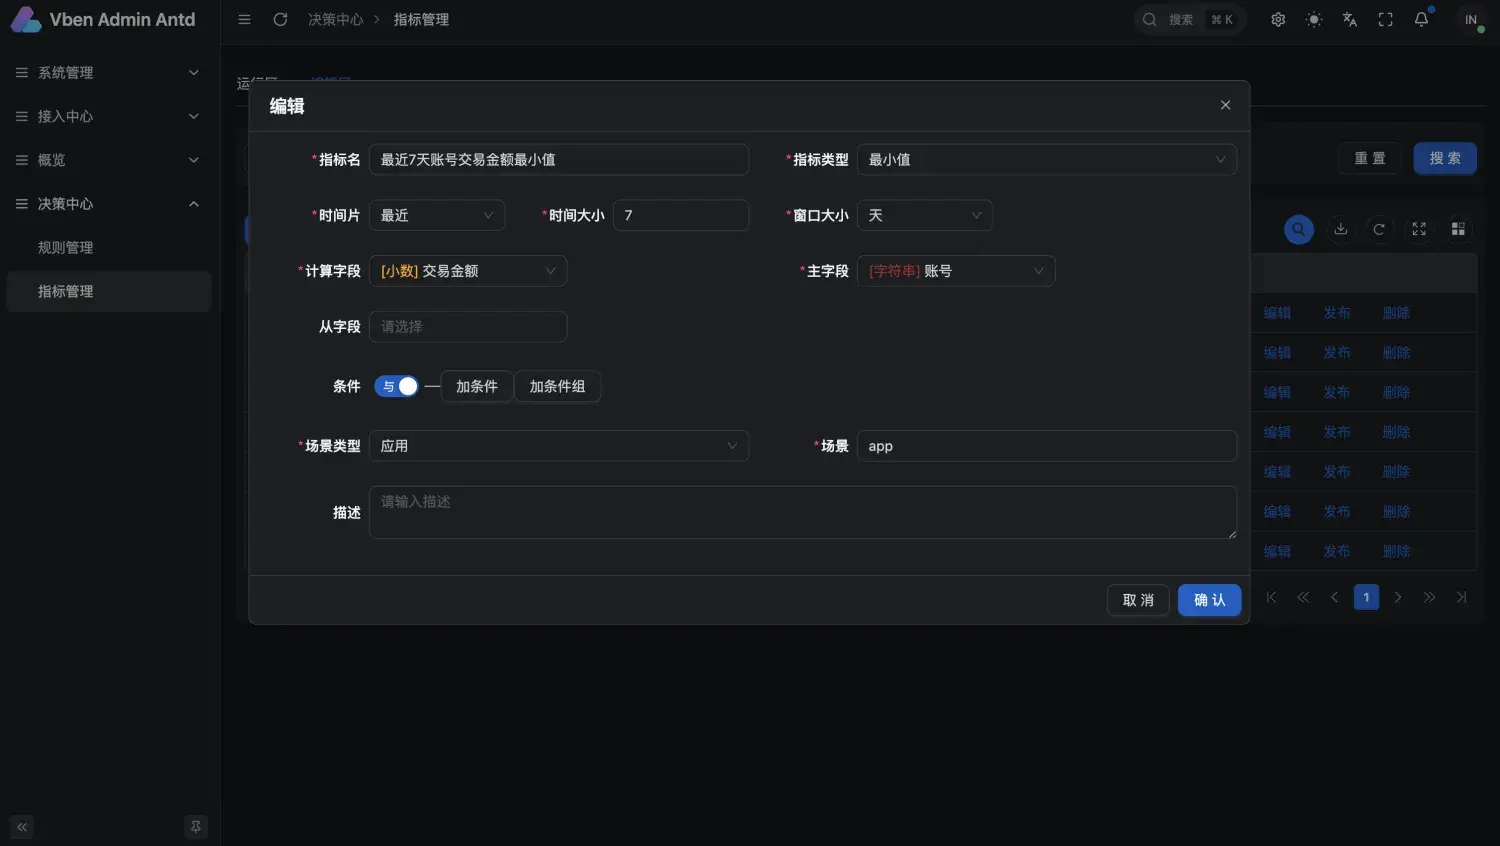 Vben Admin Antd
决策中心 > 指标管理
搜索 ⌘ K
IN
系统管理
接入中心
概览
决策中心
规则管理
指标管理
编辑
*指标名 最近7天账号交易金额最小值 *指标类型 最小值
*时间片 最近 *时间大小 7 *窗口大小 天
*计算字段 [小数] 交易金额 *主字段 [字符串] 账号
从字段 请选择
条件 与 加条件 加条件组
*场景类型 应用 *场景 app
描述 请输入描述
取 消 确 认
重 置 搜 索
编辑 发布 删除
编辑 发布 删除
编辑 发布 删除
编辑 发布 删除
编辑 发布 删除
编辑 发布 删除
编辑 发布 删除
1